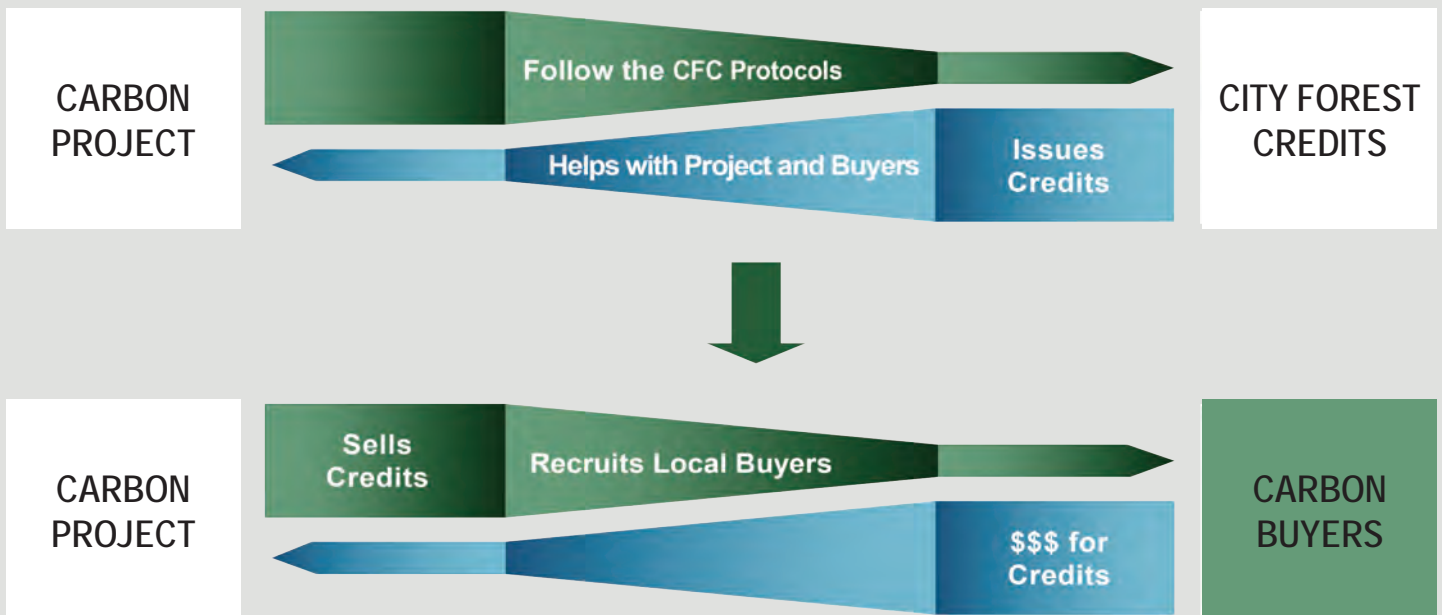 CARBON
PROJECT
Follow the CFC Protocols
CITY FOREST
CREDITS
Helps with Project and Buyers
Issues
Credits
CARBON
PROJECT
Sells
Credits
Recruits Local Buyers
CARBON
BUYERS
$$$ for
Credits